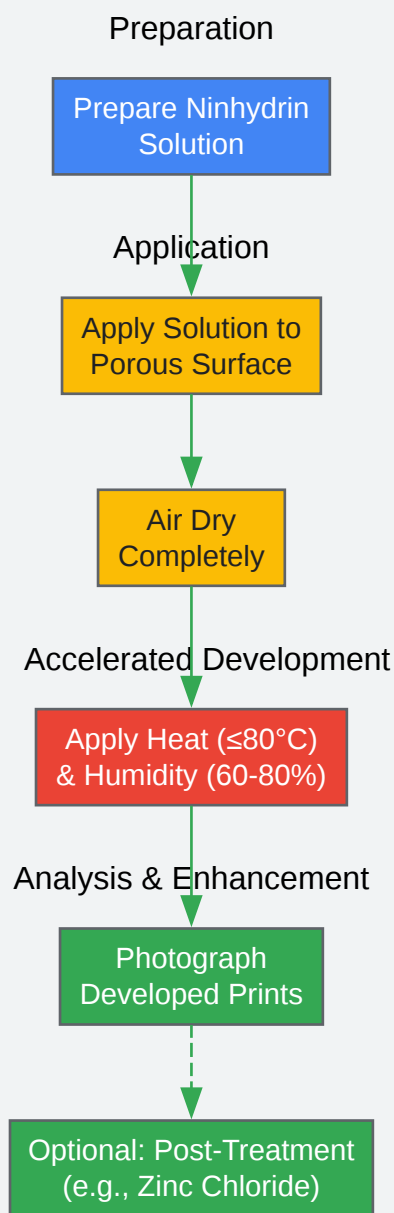 Preparation
Prepare Ninhydrin
Solution
Application
Apply Solution to
Porous Surface
Air Dry
Completely
Accelerated Development
Apply Heat (≤80°C)
& Humidity (60-80%)
Analysis & Enhancement
Photograph
Developed Prints
Optional: Post-Treatment
(e.g., Zinc Chloride)